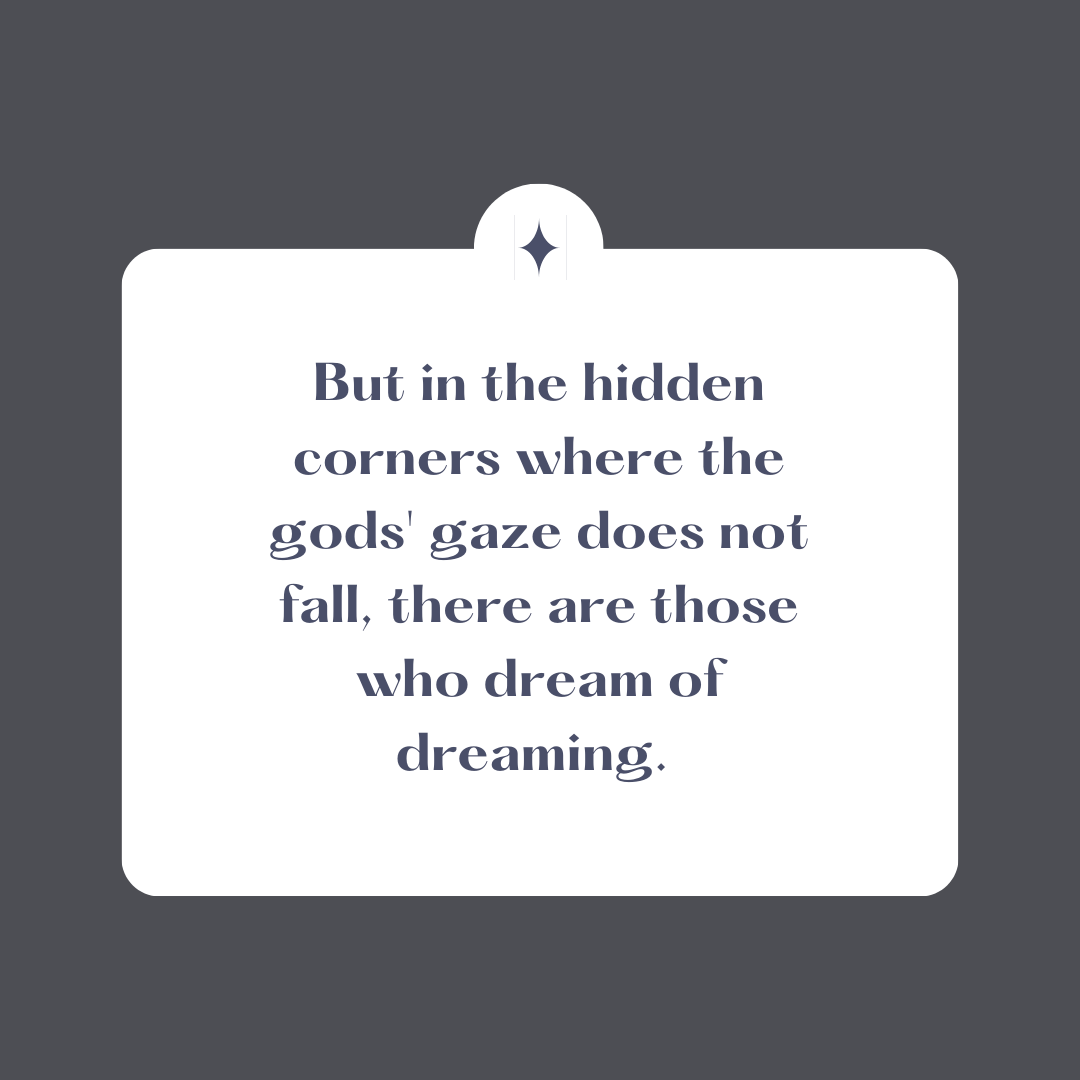 But in the hidden
corners where the
gods' gaze does not
fall, there are those
who dream of
dreaming.